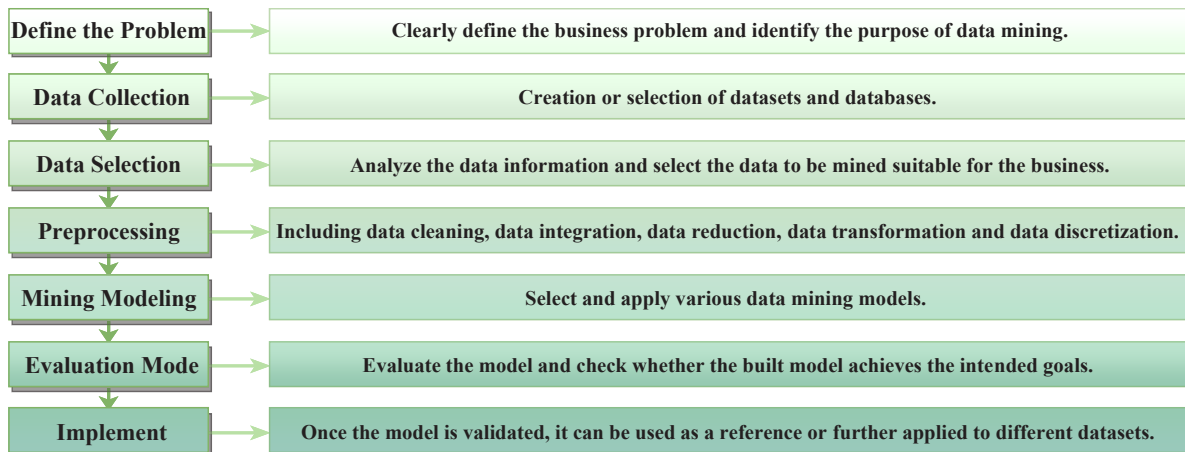 Define the Problem
Clearly define the business problem and identify the purpose of data mining.
Data Collection
Creation or selection of datasets and databases.
Data Selection
Analyze the data information and select the data to be mined suitable for the business.
Preprocessing
Including data cleaning, data integration, data reduction, data transformation and data discretization.
Mining Modeling
Select and apply various data mining models.
Evaluation Mode
Evaluate the model and check whether the built model achieves the intended goals.
Implement
Once the model is validated, it can be used as a reference or further applied to different datasets.